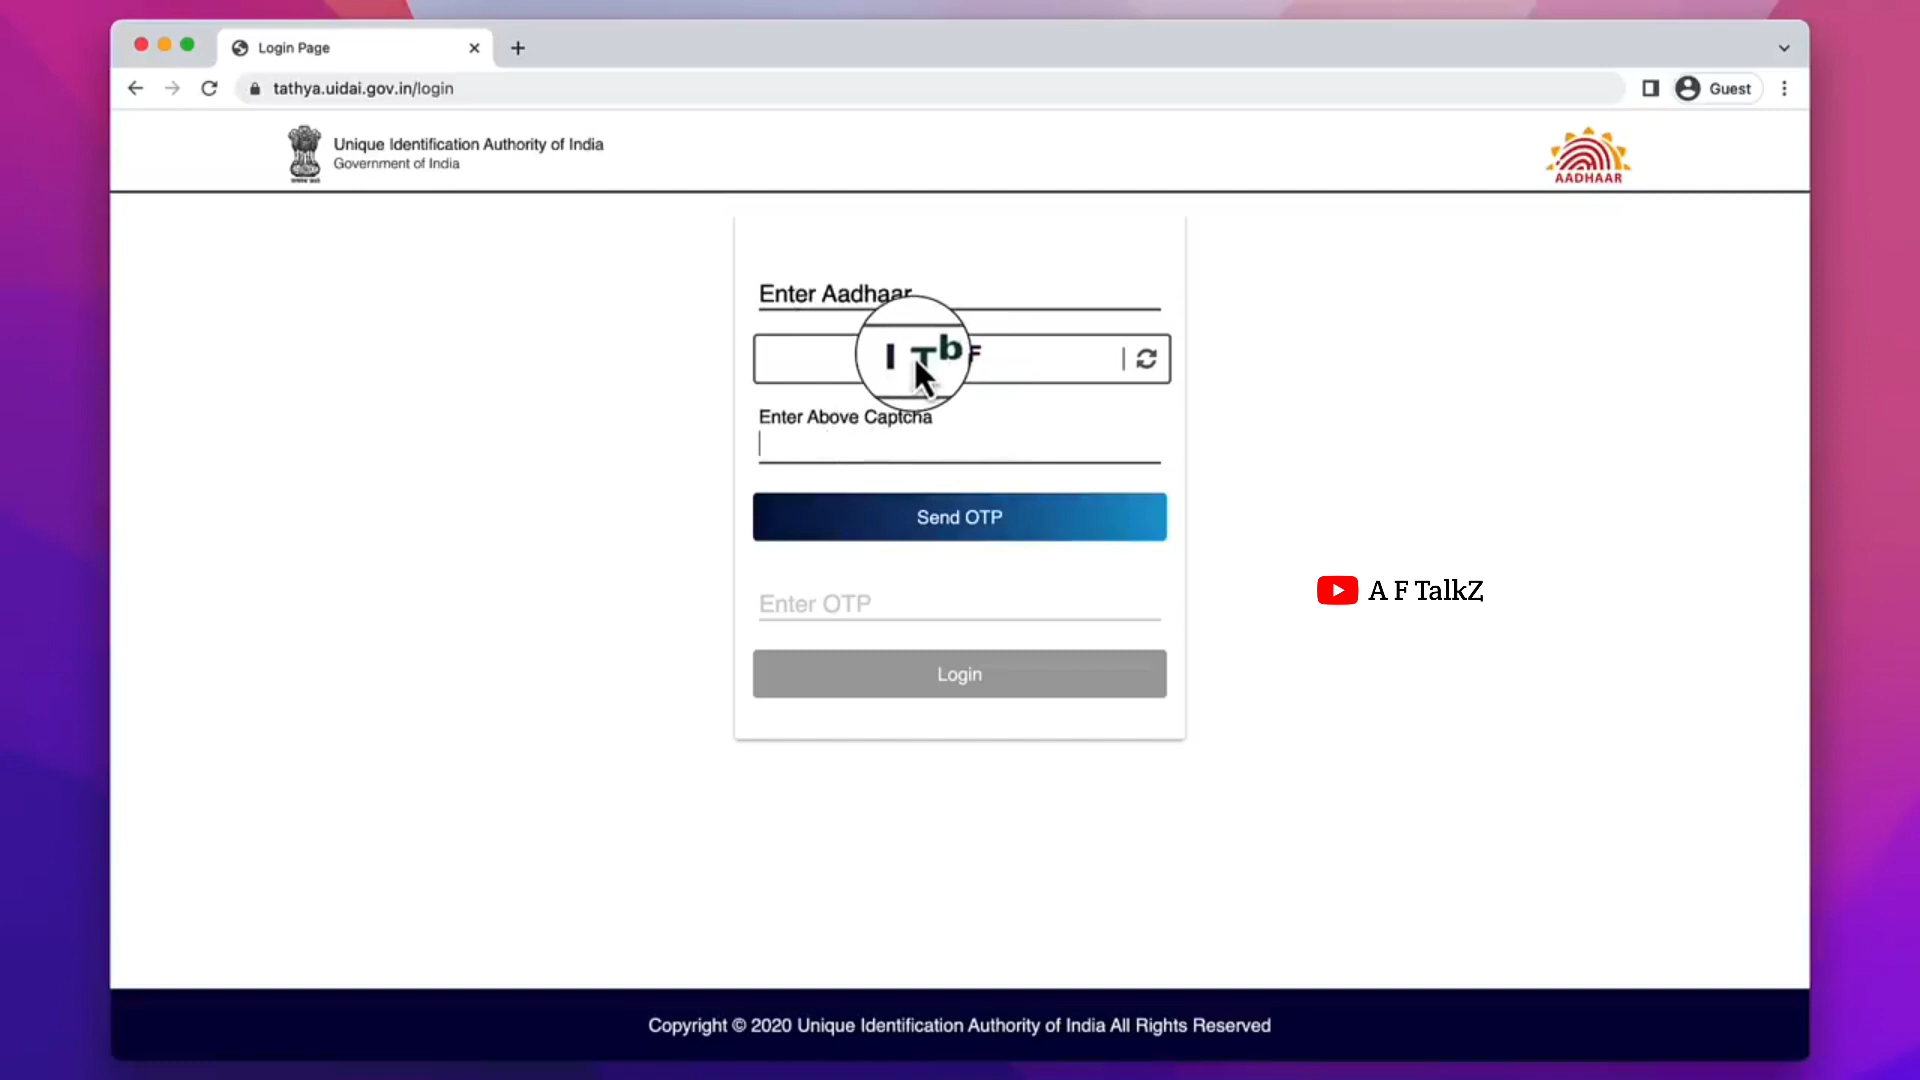 Login Page
tathya.uidai.gov.in/login
Guest
Unique Identification Authority of India
Government of India
AADHAAR
Enter Aadhaar
I T b F
Enter Above Captcha
Send OTP
Enter OTP
A F TalkZ
Login
Copyright © 2020 Unique Identification Authority of India All Rights Reserved